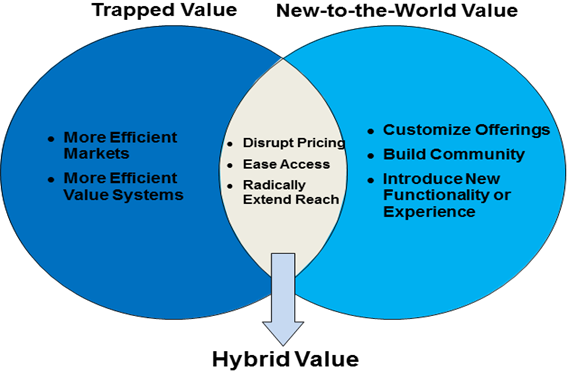 Trapped Value
New-to-the-World Value
• More Efficient
Markets
• More Efficient
Value Systems
• Disrupt Pricing
• Ease Access
• Radically
Extend Reach
• Customize Offerings
• Build Community
• Introduce New
Functionality or
Experience
Hybrid Value